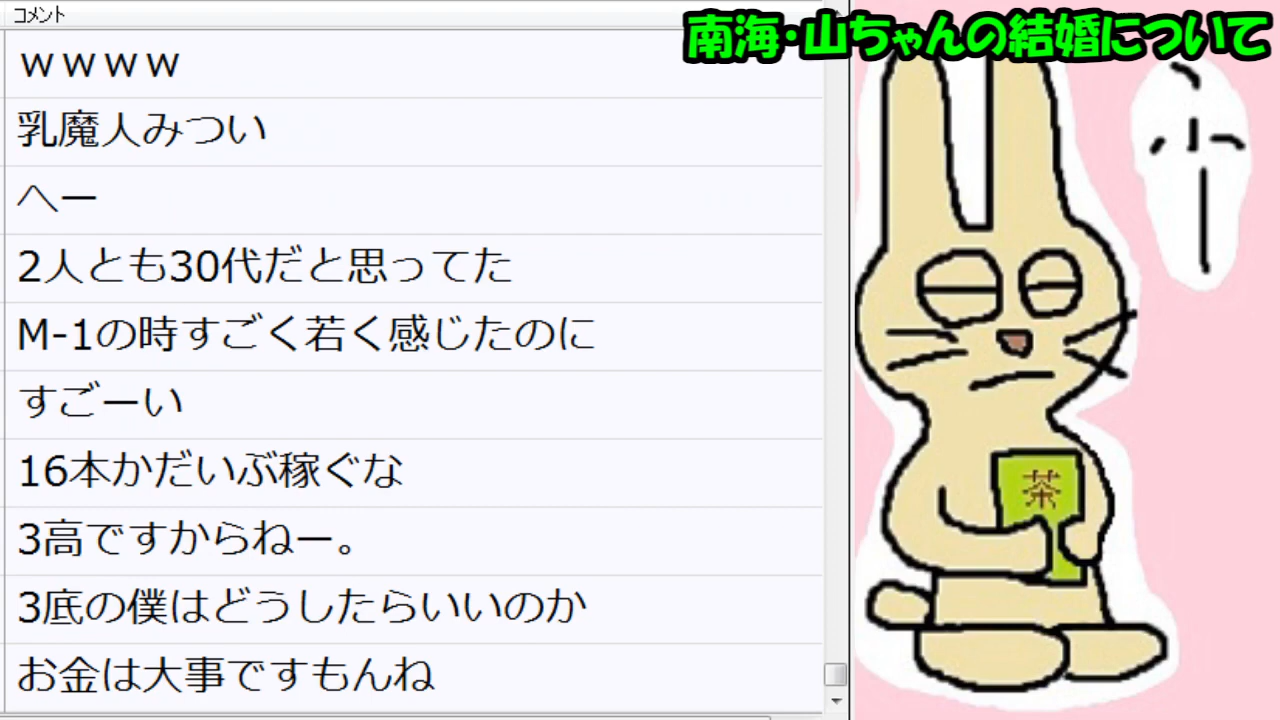 コメント
南海・山ちゃんの結婚について
ｗｗｗｗ
乳魔人みつい
へー
2人とも30代だと思ってた
M-1の時すごく若く感じたのに
すごーい
16本かだいぶ稼ぐな
3高ですからねー。
3底の僕はどうしたらいいのか
お金は大事ですもんね
茶